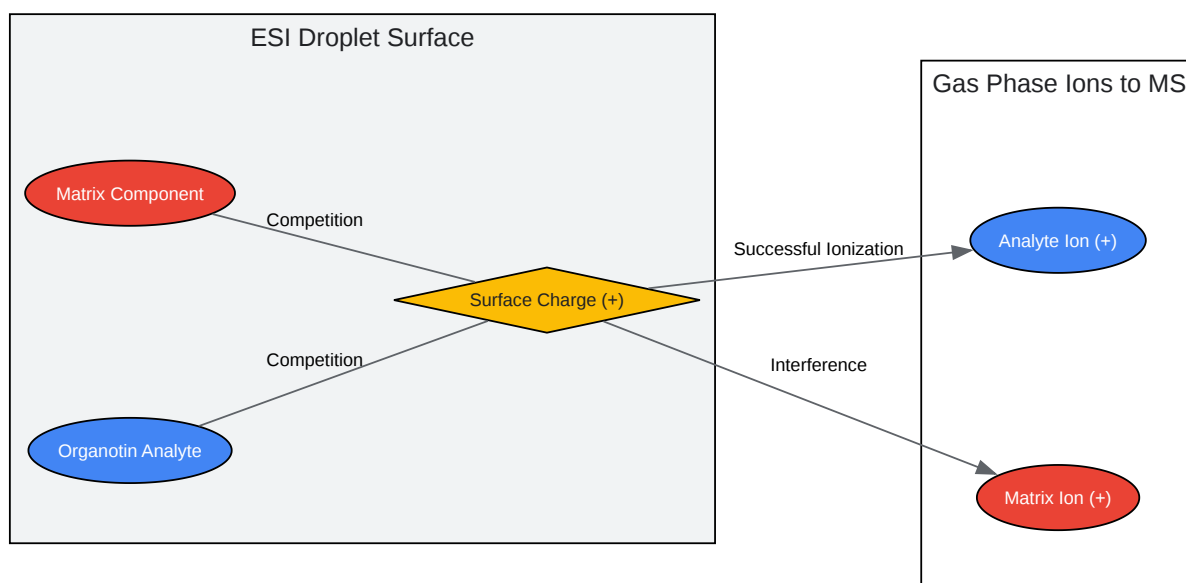 ESI Droplet Surface
Gas Phase Ions to MS
Matrix Component
Competition
Successful Ionization
Analyte Ion (+)
Surface Charge (+)
Competition
Interference
Organotin Analyte
Matrix Ion (+)